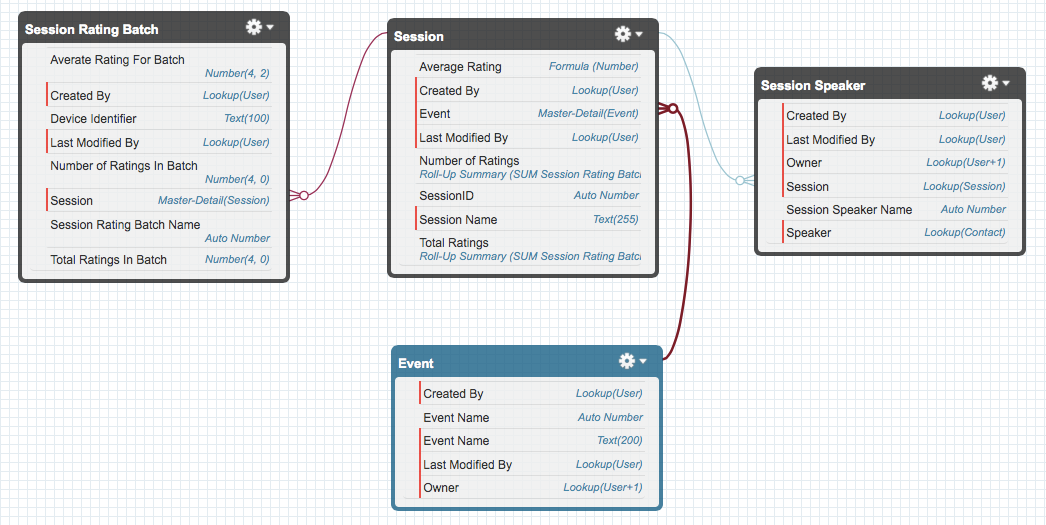 Session Rating Batch
Averate Rating For Batch
Number(4, 2)
Created By Lookup(User)
Device Identifier Text(100)
Last Modified By Lookup(User)
Number of Ratings In Batch
Number(4, 0)
Session Master-Detail(Session)
Session Rating Batch Name
Auto Number
Total Ratings In Batch Number(4, 0)
Session
Average Rating Formula (Number)
Created By Lookup(User)
Event Master-Detail(Event)
Last Modified By Lookup(User)
Number of Ratings
Roll-Up Summary (SUM Session Rating Batc
SessionID Auto Number
Session Name Text(255)
Total Ratings
Roll-Up Summary (SUM Session Rating Batc
Session Speaker
Created By Lookup(User)
Last Modified By Lookup(User)
Owner Lookup(User+1)
Session Lookup(Session)
Session Speaker Name Auto Number
Speaker Lookup(Contact)
Event
Created By Lookup(User)
Event Name Auto Number
Event Name Text(200)
Last Modified By Lookup(User)
Owner Lookup(User+1)